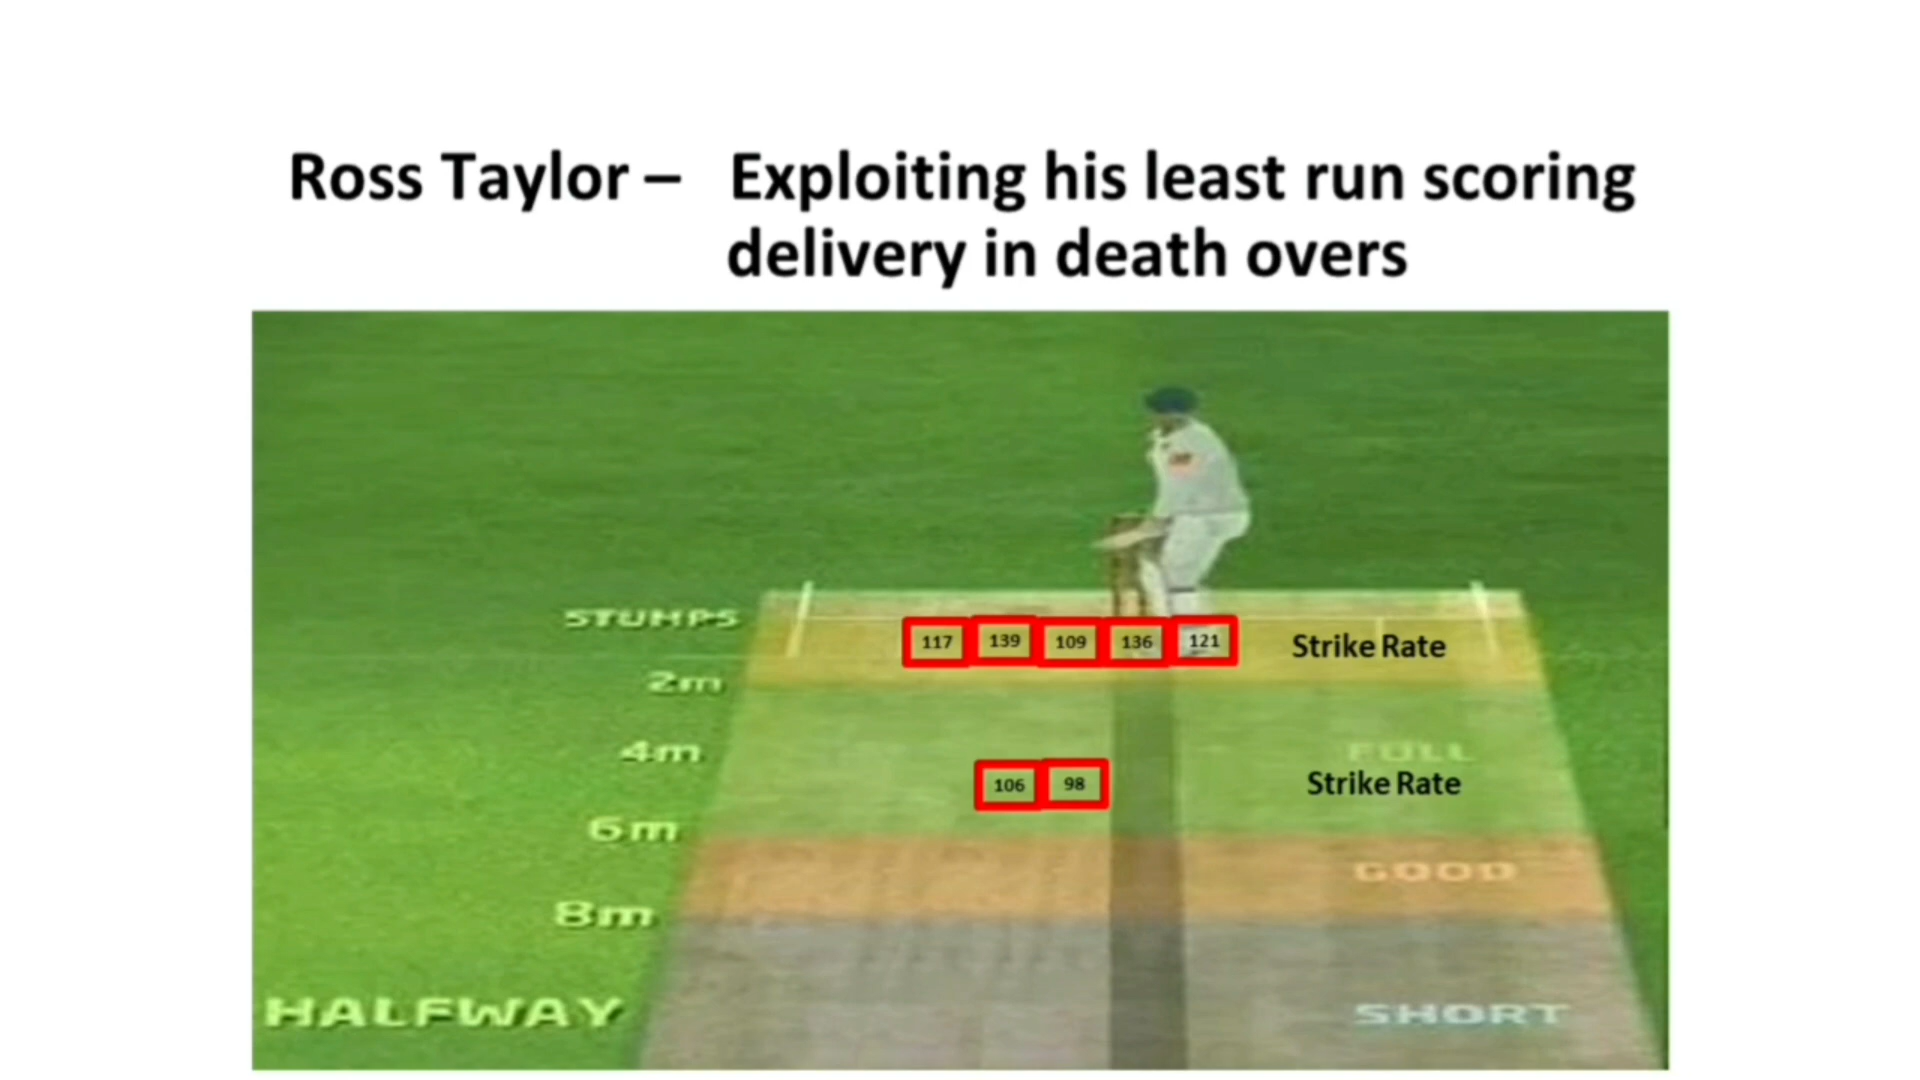 Ross Taylor – Exploiting his least run scoring
delivery in death overs
STUMPS
117 139 109 136 121 Strike Rate
2m
4m FULL
106 98 Strike Rate
6m
GOOD
8m
HALFWAY SHORT